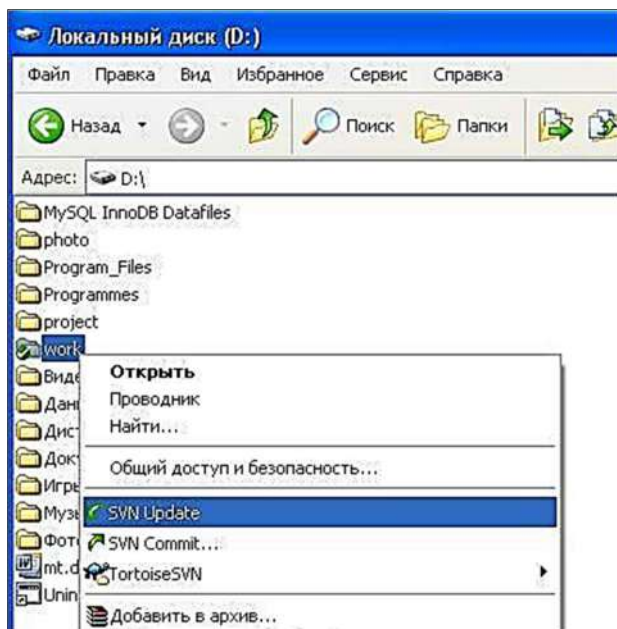 Локальный диск (D:)
Файл Правка Вид Избранное Сервис Справка
Назад Поиск Папки
Адрес: D:\
MySQL InnoDB Datafiles
photo
Program_Files
Programmes
project
work
Открыть
Проводник
Найти...
Общий доступ и безопасность...
SVN Update
SVN Commit...
TortoiseSVN
Добавить в архив...